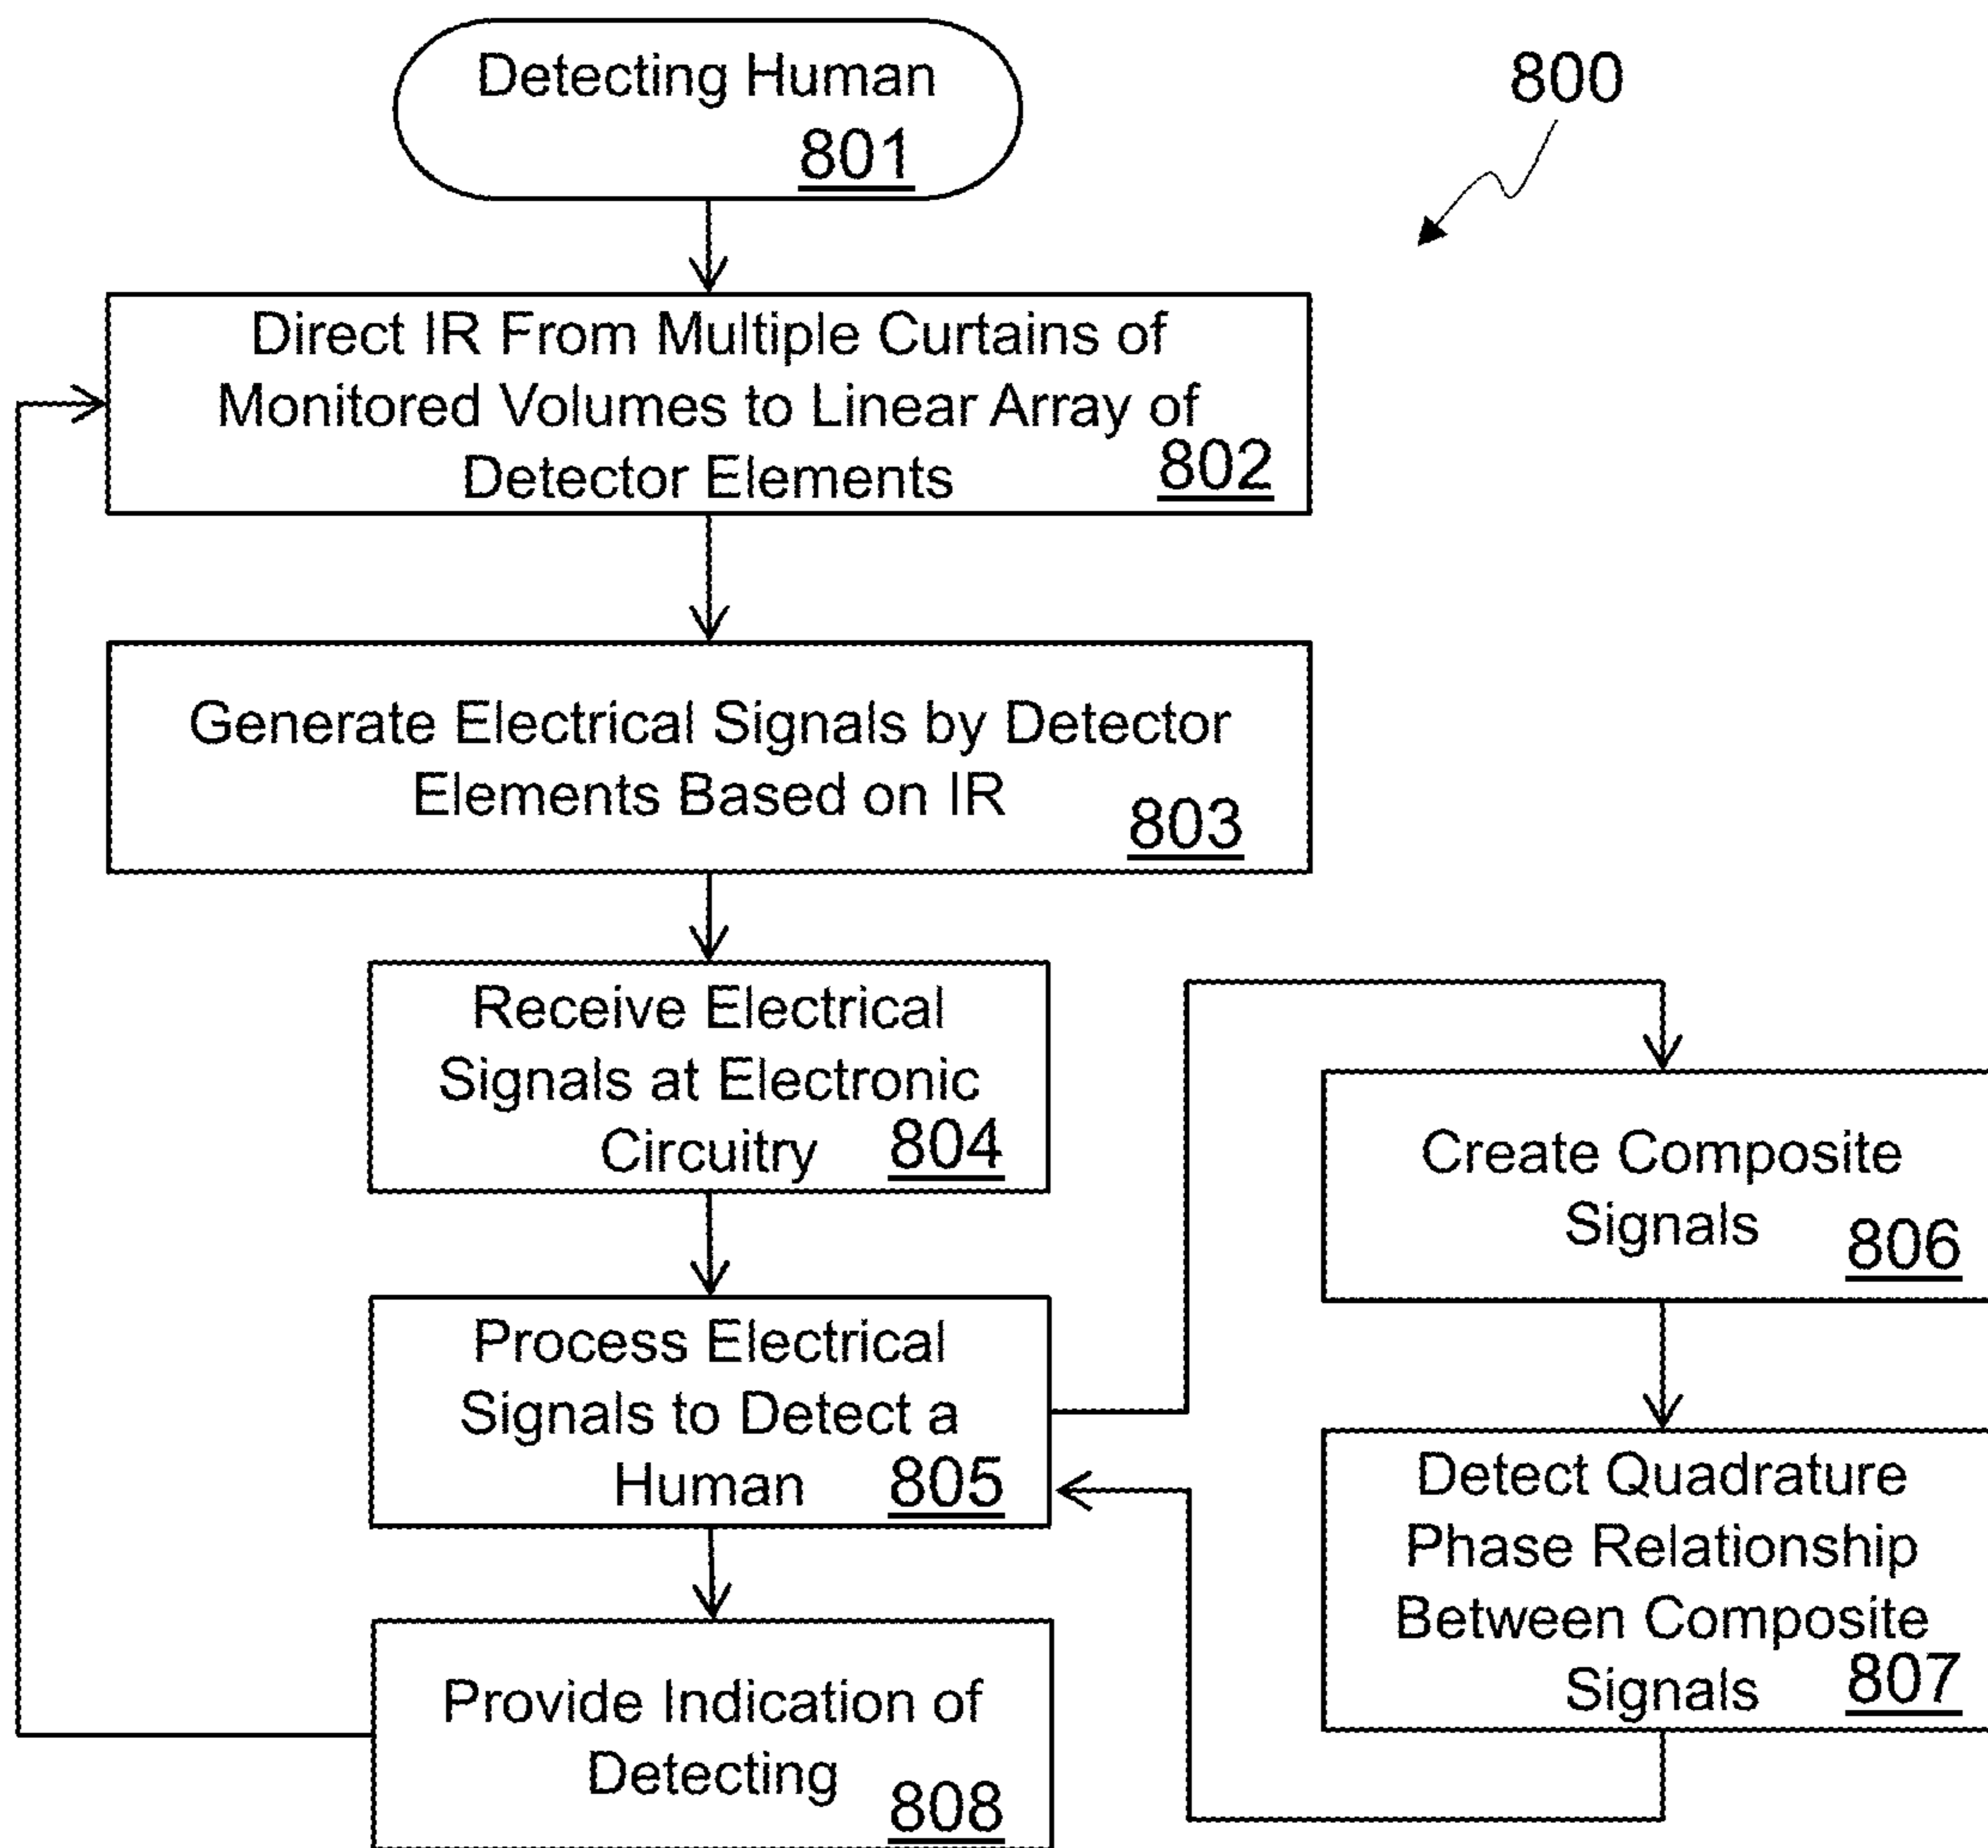 Detecting Human
801
800
Direct IR From Multiple Curtains of
Monitored Volumes to Linear Array of
Detector Elements 802
Generate Electrical Signals by Detector
Elements Based on IR 803
Receive Electrical
Signals at Electronic
Circuitry 804
Process Electrical
Signals to Detect a
Human 805
Create Composite
Signals 806
Detect Quadrature
Phase Relationship
Between Composite
Signals 807
Provide Indication of
Detecting 808